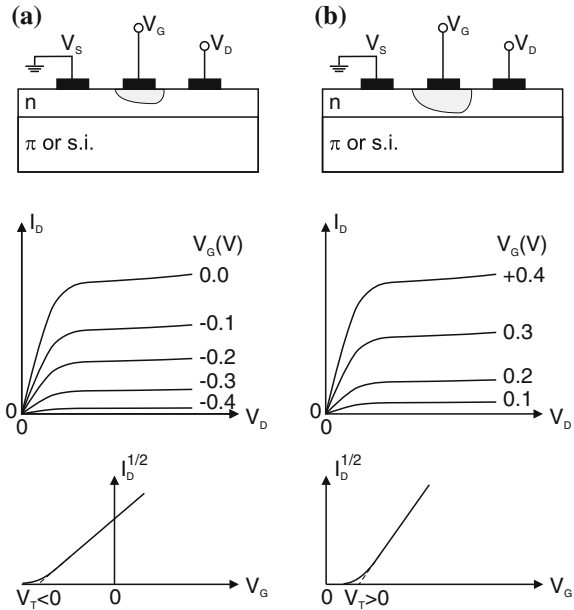 (a)
V_S
V_G
V_D
n
π or s.i.
I_D
V_G(V)
0.0
-0.1
-0.2
-0.3
-0.4
0
0
V_D
I_D^1/2
V_T<0
0
V_G
(b)
V_S
V_G
V_D
n
π or s.i.
I_D
V_G(V)
+0.4
0.3
0.2
0.1
0
0
V_D
I_D^1/2
0
V_T>0
V_G